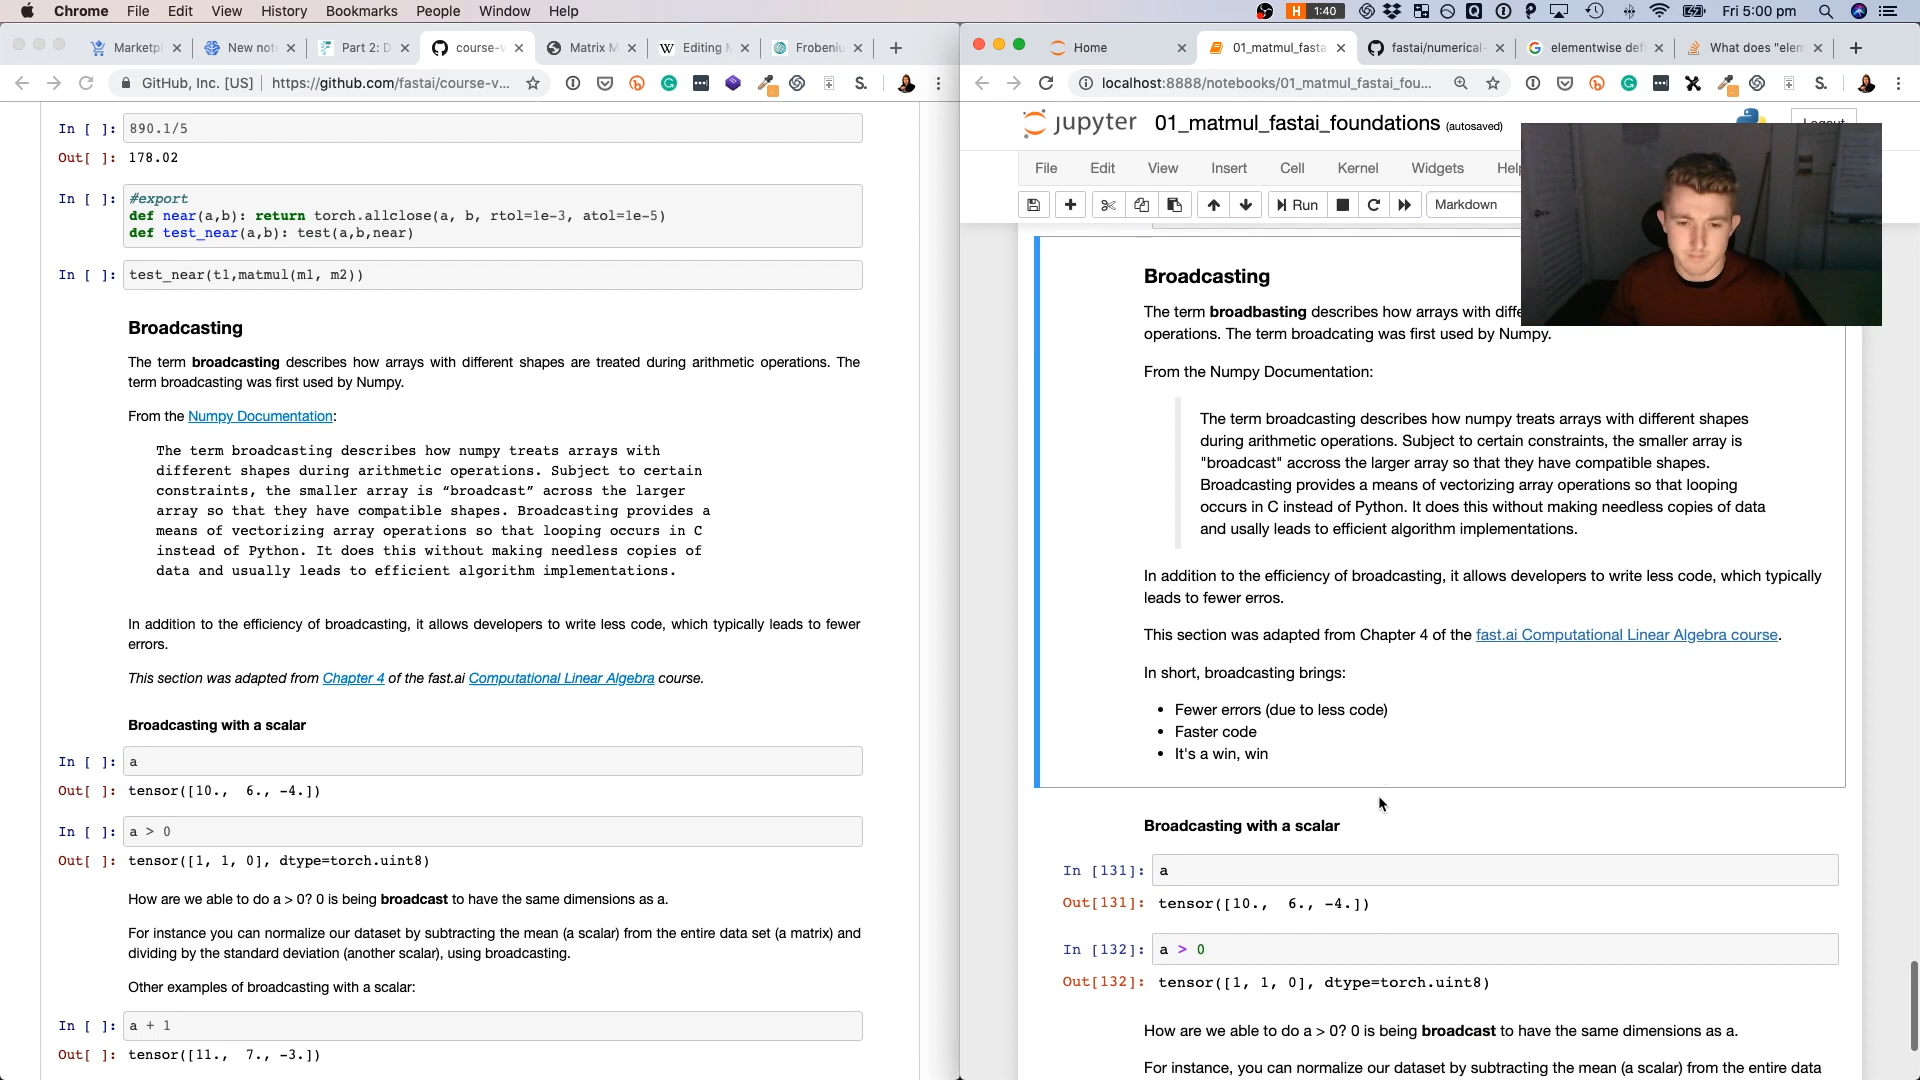 Chrome File Edit View History Bookmarks People Window Help
H 1:40 Fri 5:00 pm
Marketpl
New not
Part 2: D
course-v
Matrix M
Editing M
Frobeniu
GitHub, Inc. [US] https://github.com/fastai/course-v...
In [ ]: 890.1/5
Out[ ]: 178.02
In [ ]: #export
def near(a,b): return torch.allclose(a, b, rtol=1e-3, atol=1e-5)
def test_near(a,b): test(a,b,near)
In [ ]: test_near(t1,matmul(m1, m2))
Broadcasting
The term broadcasting describes how arrays with different shapes are treated during arithmetic operations. The
term broadcasting was first used by Numpy.
From the Numpy Documentation:
The term broadcasting describes how numpy treats arrays with
different shapes during arithmetic operations. Subject to certain
constraints, the smaller array is “broadcast” across the larger
array so that they have compatible shapes. Broadcasting provides a
means of vectorizing array operations so that looping occurs in C
instead of Python. It does this without making needless copies of
data and usually leads to efficient algorithm implementations.
In addition to the efficiency of broadcasting, it allows developers to write less code, which typically leads to fewer
errors.
This section was adapted from Chapter 4 of the fast.ai Computational Linear Algebra course.
Broadcasting with a scalar
In [ ]: a
Out[ ]: tensor([10.,  6., -4.])
In [ ]: a > 0
Out[ ]: tensor([1, 1, 0], dtype=torch.uint8)
How are we able to do a > 0? 0 is being broadcast to have the same dimensions as a.
For instance you can normalize our dataset by subtracting the mean (a scalar) from the entire data set (a matrix) and
dividing by the standard deviation (another scalar), using broadcasting.
Other examples of broadcasting with a scalar:
In [ ]: a + 1
Out[ ]: tensor([11.,  7., -3.])
Home
01_matmul_fasta
fastai/numerical-
elementwise defi
What does "elem
localhost:8888/notebooks/01_matmul_fastai_fou...
jupyter 01_matmul_fastai_foundations (autosaved)
Logout
File Edit View Insert Cell Kernel Widgets Help
Run Markdown
Broadcasting
The term broadbasting describes how arrays with diffe
operations. The term broadcating was first used by Numpy.
From the Numpy Documentation:
The term broadcasting describes how numpy treats arrays with different shapes
during arithmetic operations. Subject to certain constraints, the smaller array is
"broadcast" accross the larger array so that they have compatible shapes.
Broadcasting provides a means of vectorizing array operations so that looping
occurs in C instead of Python. It does this without making needless copies of data
and usally leads to efficient algorithm implementations.
In addition to the efficiency of broadcasting, it allows developers to write less code, which typically
leads to fewer erros.
This section was adapted from Chapter 4 of the fast.ai Computational Linear Algebra course.
In short, broadcasting brings:
• Fewer errors (due to less code)
• Faster code
• It's a win, win
Broadcasting with a scalar
In [131]: a
Out[131]: tensor([10.,  6., -4.])
In [132]: a > 0
Out[132]: tensor([1, 1, 0], dtype=torch.uint8)
How are we able to do a > 0? 0 is being broadcast to have the same dimensions as a.
For instance, you can normalize our dataset by subtracting the mean (a scalar) from the entire data